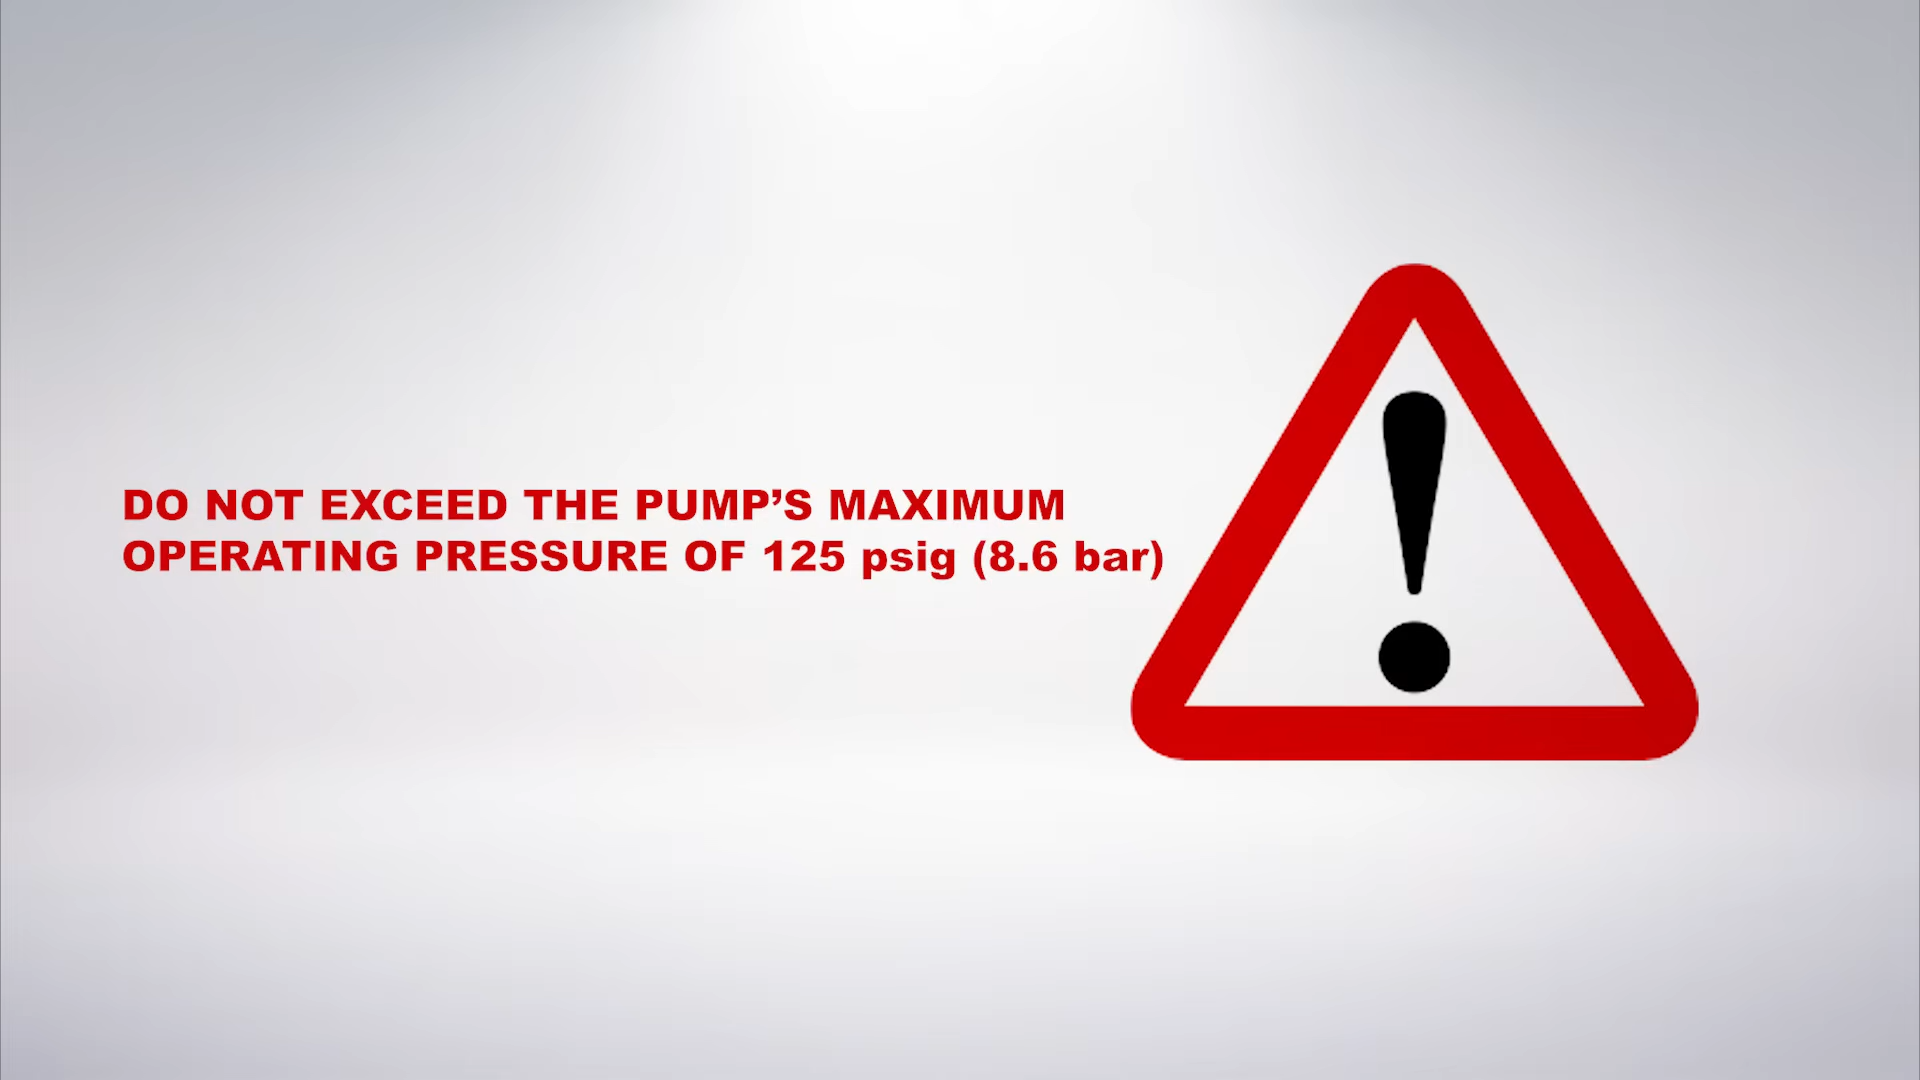 DO NOT EXCEED THE PUMP’S MAXIMUM
OPERATING PRESSURE OF 125 psig (8.6 bar)